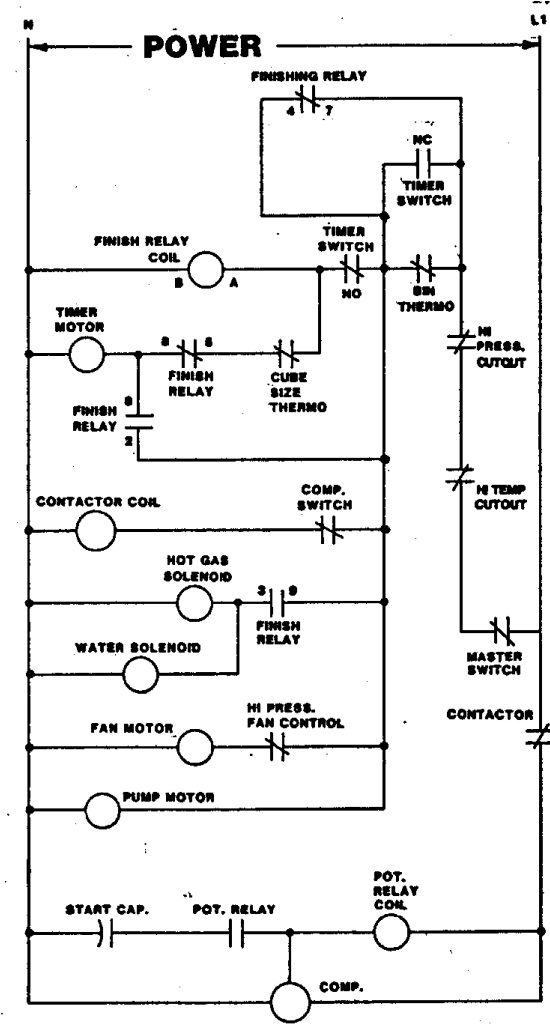 N
L1
POWER
FINISHING RELAY
4 7
NC
TIMER
SWITCH
TIMER
SWITCH
NO
FINISH RELAY
COIL
B A
BIN
THERMO
TIMER
MOTOR
8 5
FINISH
RELAY
CUBE
SIZE
THERMO
HI
PRESS.
CUTOUT
FINISH
RELAY
8
2
HI TEMP
CUTOUT
CONTACTOR COIL
COMP.
SWITCH
HOT GAS
SOLENOID
3 9
FINISH
RELAY
WATER SOLENOID
MASTER
SWITCH
CONTACTOR
FAN MOTOR
HI PRESS.
FAN CONTROL
PUMP MOTOR
POT.
RELAY
COIL
START CAP.
POT. RELAY
COMP.